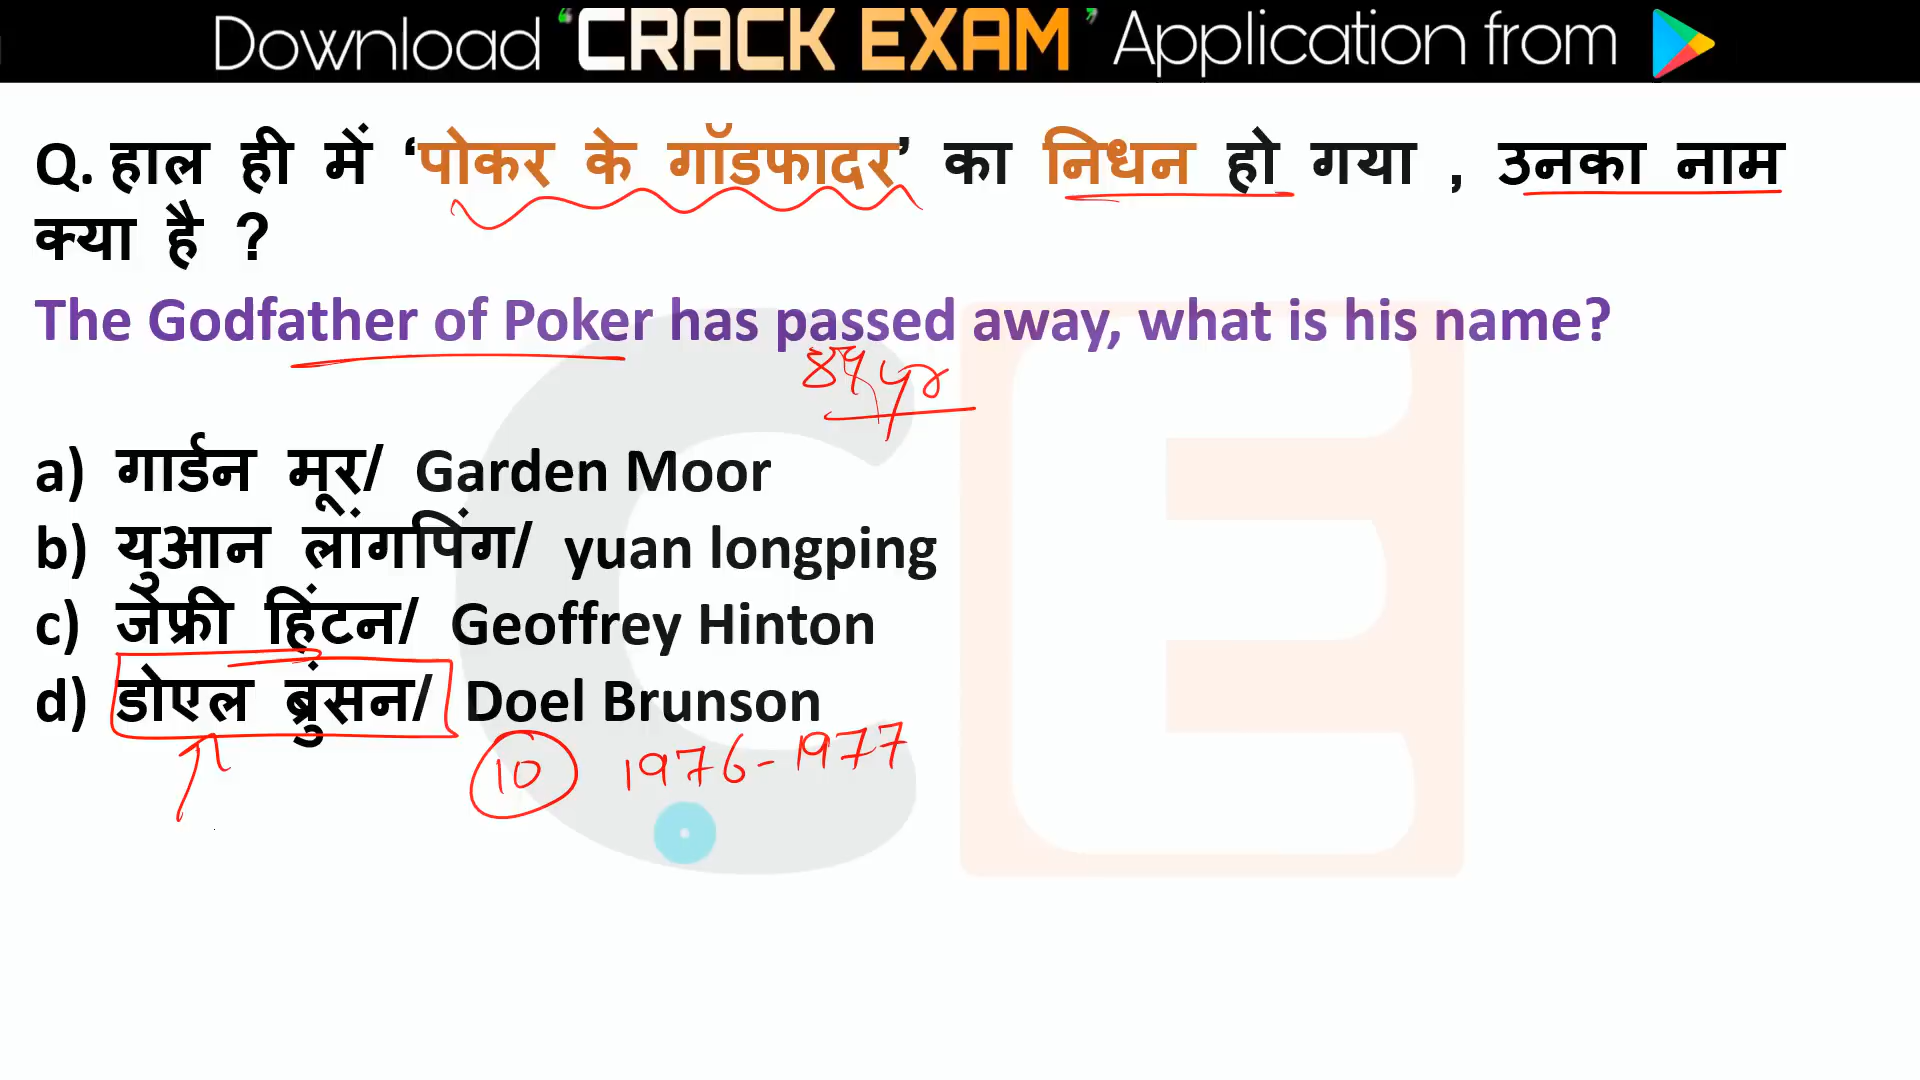 Download ‘CRACK EXAM’ Application from
Q. हाल ही में ‘पोकर के गॉडफादर’ का निधन हो गया , उनका नाम
क्या है ?
The Godfather of Poker has passed away, what is his name?
89 yr
a) गार्डन मूर/ Garden Moor
b) युआन लांगपिंग/ yuan longping
c) जेफ्री हिंटन/ Geoffrey Hinton
d) डोएल ब्रुंसन/ Doel Brunson
10 1976-1977